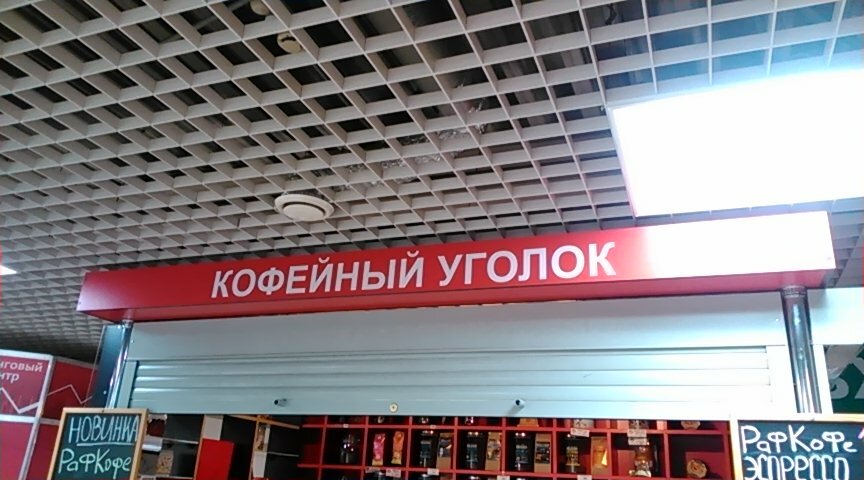 КОФЕЙНЫЙ УГОЛОК
НОВИНКА
РаФКофе
РаФКоФе
ЭСПРЕССО